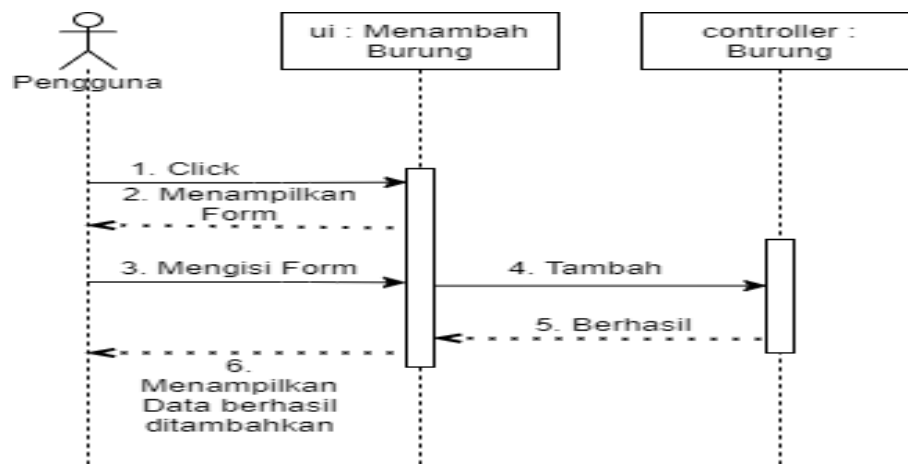 ui : Menambah
Burung
controller :
Burung
Pengguna
1. Click
2. Menampilkan
Form
3. Mengisi Form
4. Tambah
5. Berhasil
6.
Menampilkan
Data berhasil
ditambahkan